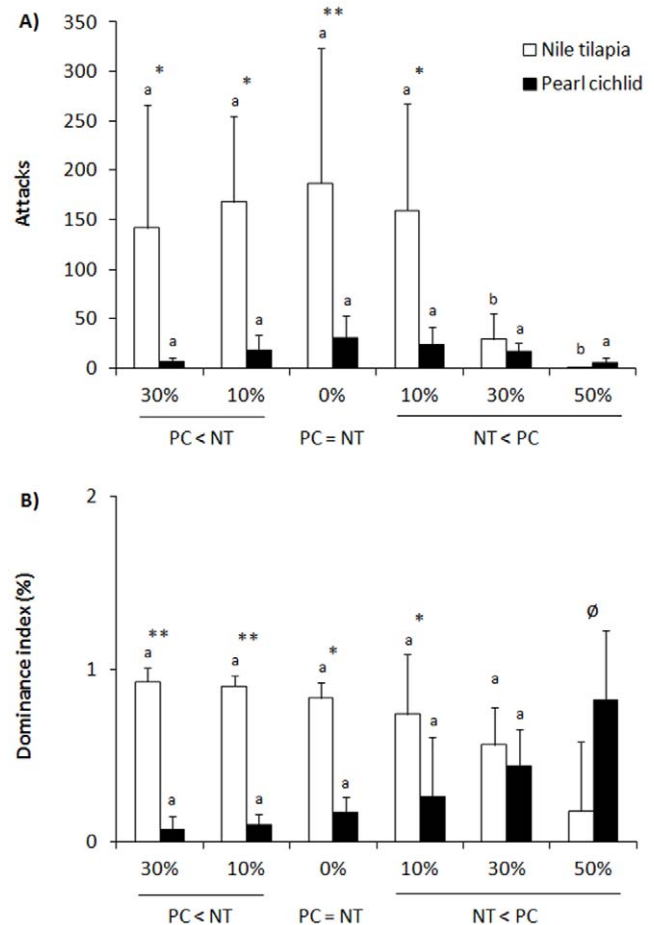 A)
**
350
* a * *
a a a
300
250
200
150
100
50
0
Attacks
Nile tilapia
Pearl cichlid
a a a a b a b a
30% 10% 0% 10% 30% 50%
PC < NT PC = NT NT < PC
B)
2
1
0
Dominance index (%)
** ** * * ø
a a a a a
a a a a a
30% 10% 0% 10% 30% 50%
PC < NT PC = NT NT < PC